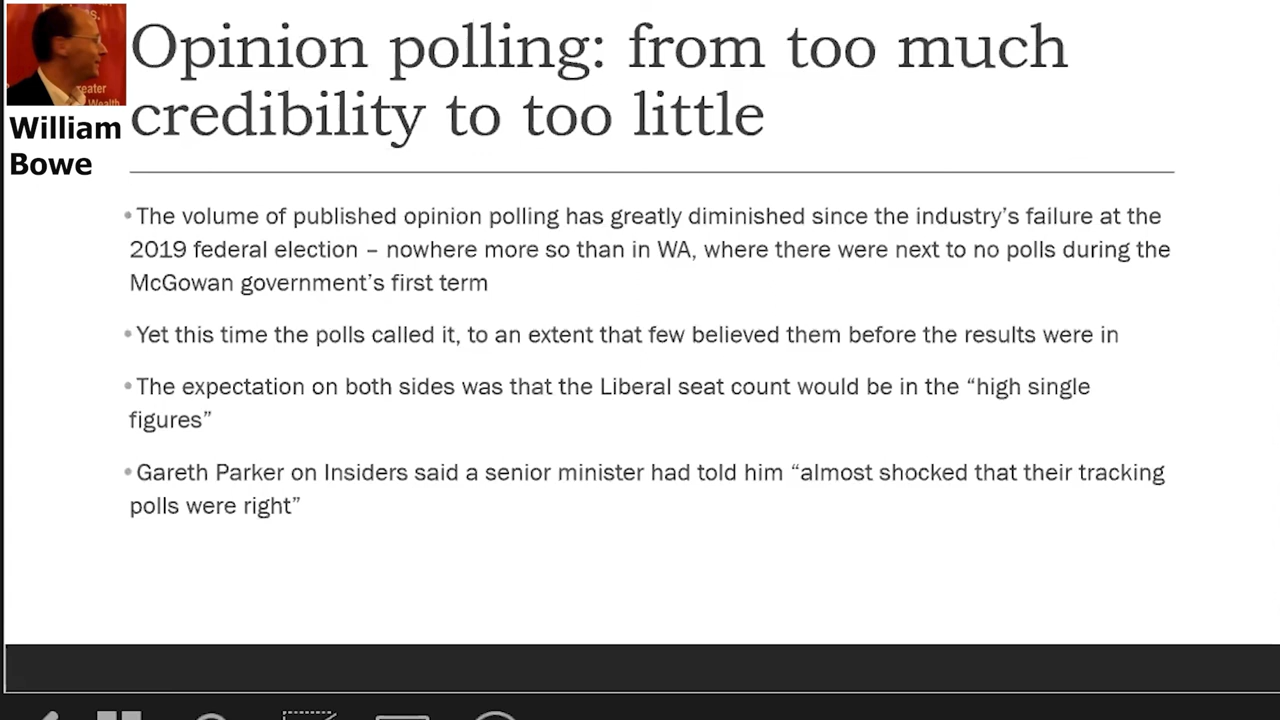 s.
eater
Wealth
William
Bowe
Opinion polling: from too much
credibility to too little
•The volume of published opinion polling has greatly diminished since the industry’s failure at the
2019 federal election – nowhere more so than in WA, where there were next to no polls during the
McGowan government’s first term
•Yet this time the polls called it, to an extent that few believed them before the results were in
•The expectation on both sides was that the Liberal seat count would be in the “high single
figures”
•Gareth Parker on Insiders said a senior minister had told him “almost shocked that their tracking
polls were right”